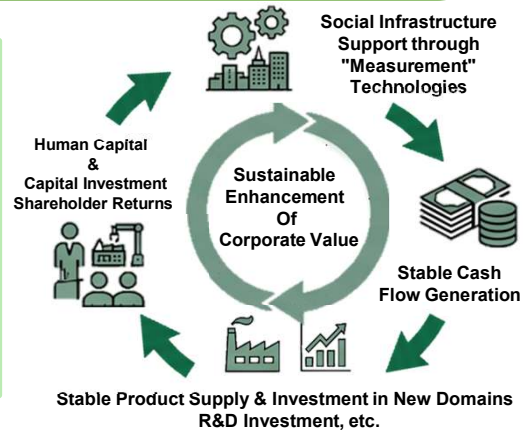 Social Infrastructure
Support through
"Measurement"
Technologies
Human Capital
&
Capital Investment
Shareholder Returns
Sustainable
Enhancement
Of
Corporate Value
Stable Cash
Flow Generation
Stable Product Supply & Investment in New Domains
R&D Investment, etc.